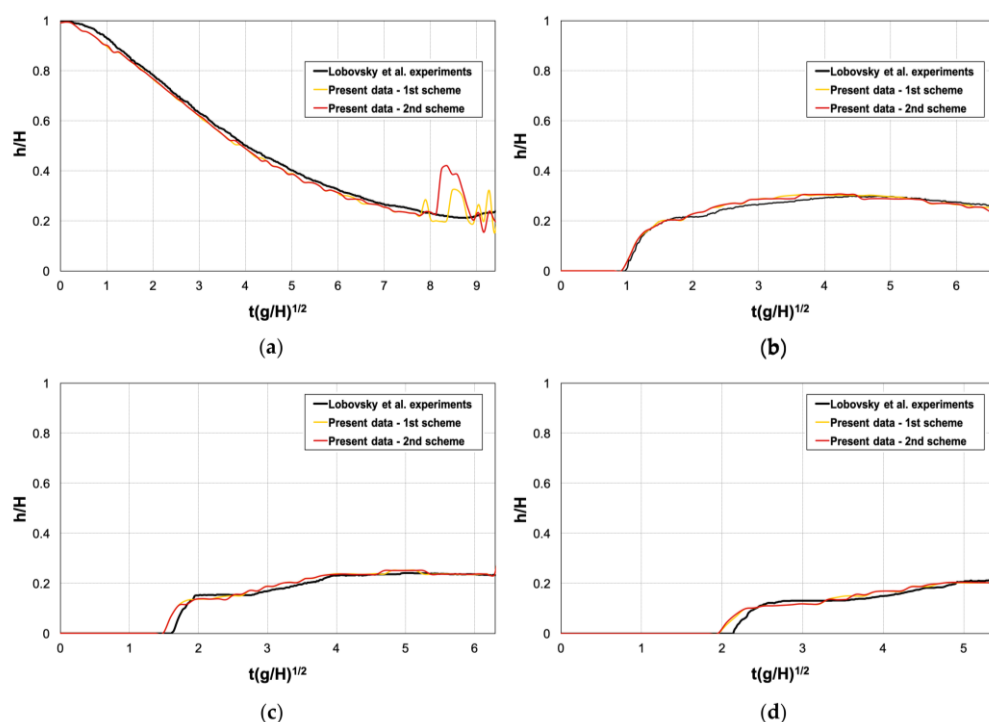 1
0.8
0.6
0.4
0.2
0
h/H
0 1 2 3 4 5 6 7 8 9
t(g/H)1/2
Lobovsky et al. experiments
Present data - 1st scheme
Present data - 2nd scheme
(a)
1
0.8
0.6
0.4
0.2
0
h/H
0 1 2 3 4 5 6
t(g/H)1/2
Lobovsky et al. experiments
Present data - 1st scheme
Present data - 2nd scheme
(b)
1
0.8
0.6
0.4
0.2
0
h/H
0 1 2 3 4 5 6
t(g/H)1/2
Lobovsky et al. experiments
Present data - 1st scheme
Present data - 2nd scheme
(c)
1
0.8
0.6
0.4
0.2
0
h/H
0 1 2 3 4 5
t(g/H)1/2
Lobovsky et al. experiments
Present data - 1st scheme
Present data - 2nd scheme
(d)